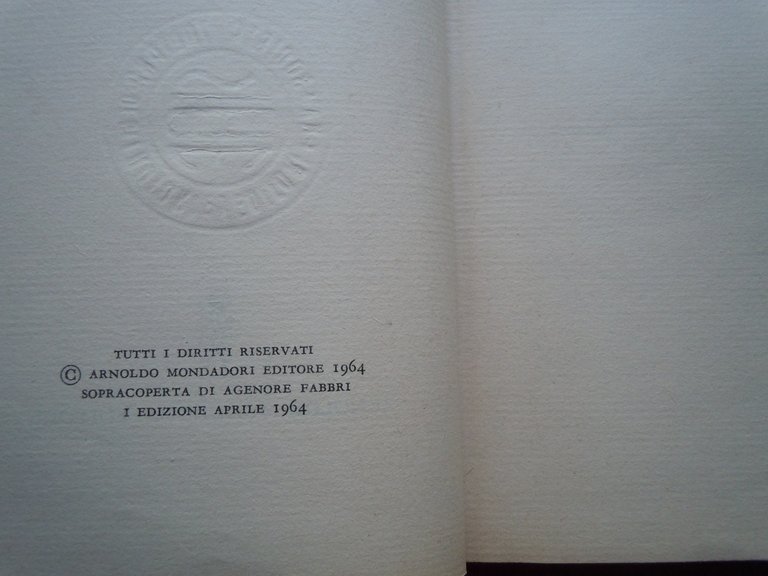 TUTTI I DIRITTI RISERVATI
© ARNOLDO MONDADORI EDITORE 1964
SOPRACOPERTA DI AGENORE FABBRI
I EDIZIONE APRILE 1964